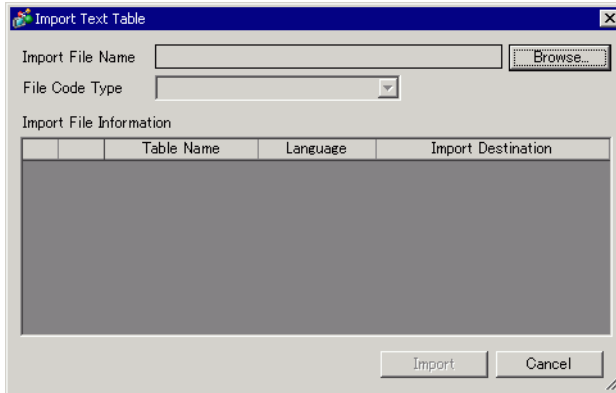 Import Text Table
Import File Name
Browse...
File Code Type
Import File Information
Table Name Language Import Destination
Import Cancel